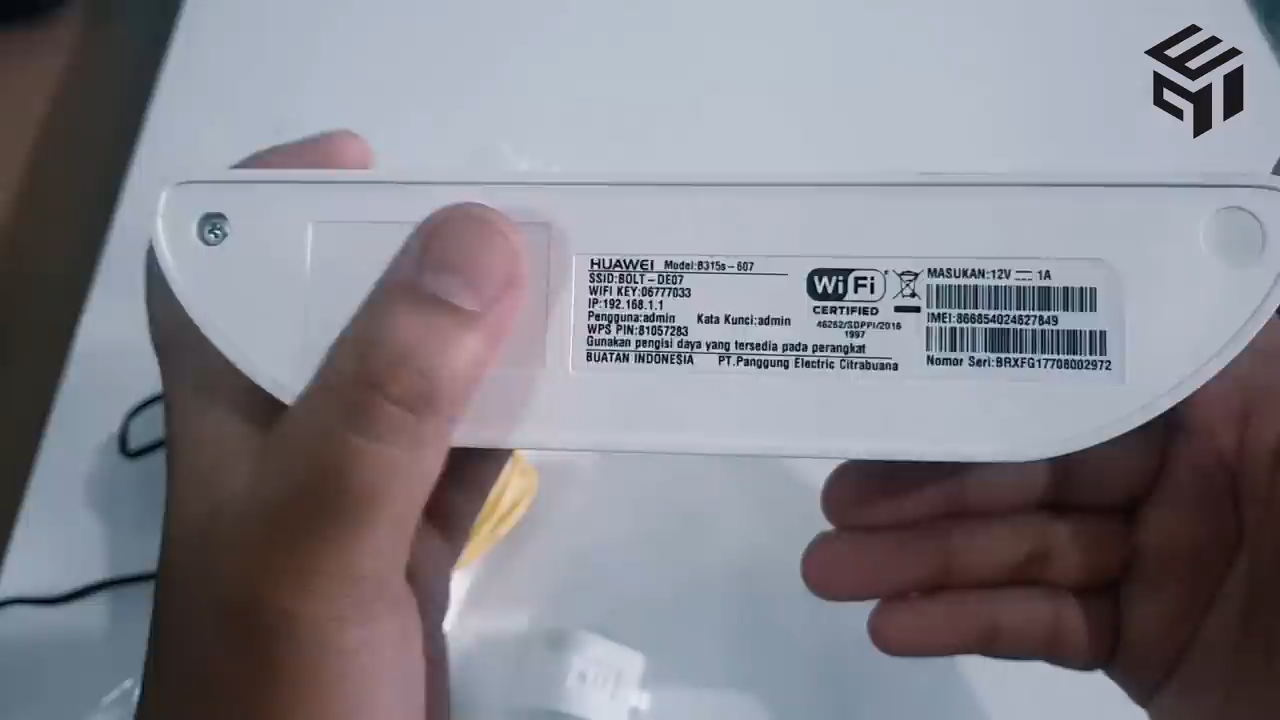 HUAWEI Model:B315s-607
SSID:BOLT-DE07
WIFI KEY:06777033
IP:192.168.1.1
Pengguna:admin Kata Kunci:admin
WPS PIN:81057283
Gunakan pengisi daya yang tersedia pada perangkat
BUATAN INDONESIA PT.Panggung Electric Citrabuana
WiFi
CERTIFIED
46262/SDPPI/2016
1997
MASUKAN:12V 1A
IMEI:866854024627849
Nomor Seri:BRXFG17708002972